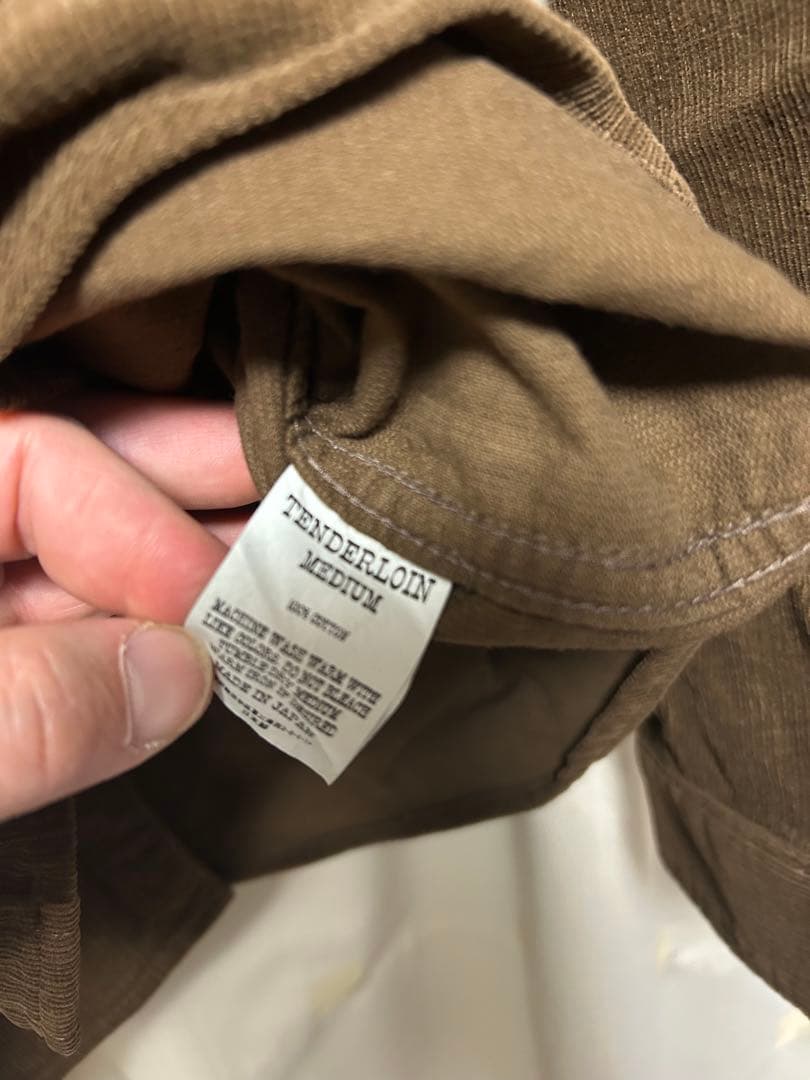 TENDERLOIN
MEDIUM
100% COTTON
MACHINE WASH WARM WITH
LIKE COLORS. DO NOT BLEACH
TUMBLE DRY MEDIUM
WARM IRON IF DESIRED
MADE IN JAPAN